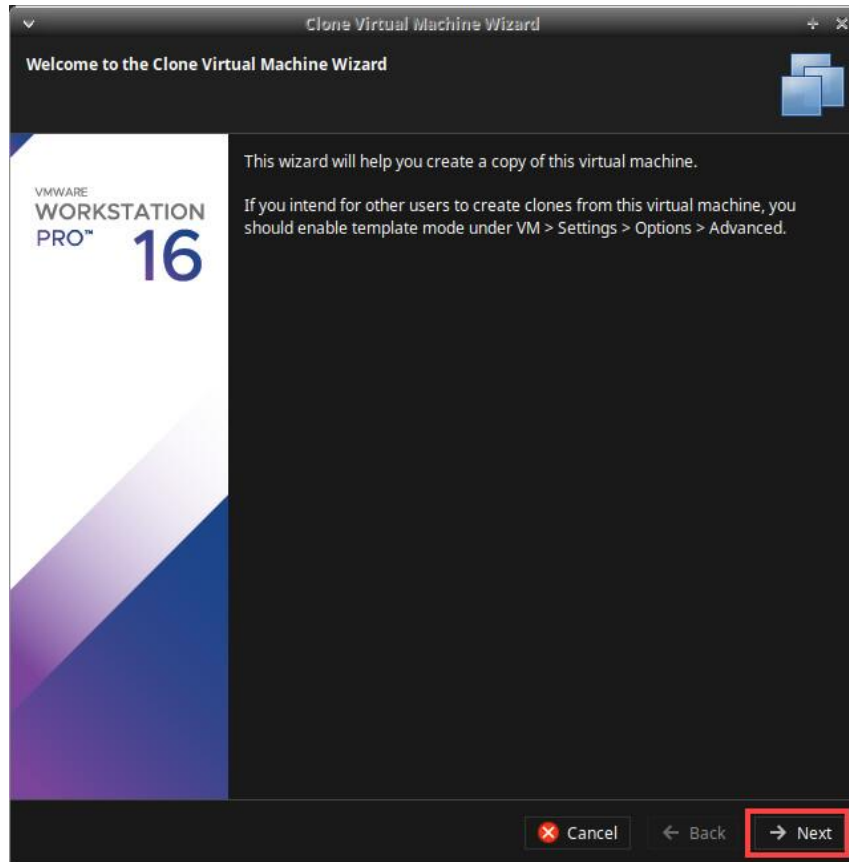 Clone Virtual Machine Wizard
Welcome to the Clone Virtual Machine Wizard
VMWARE
WORKSTATION
PRO™ 16
This wizard will help you create a copy of this virtual machine.
If you intend for other users to create clones from this virtual machine, you
should enable template mode under VM > Settings > Options > Advanced.
Cancel
Back
Next